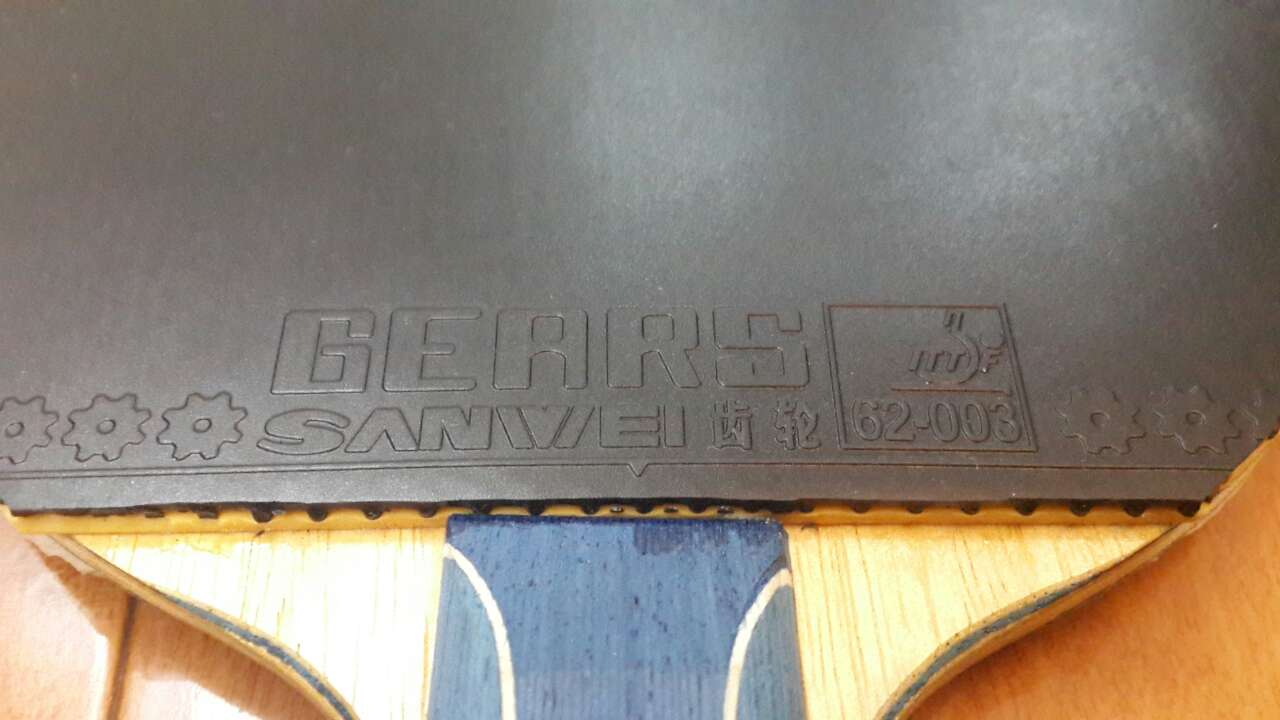 GEARS
SANWEI 齿轮
ITTF
62-003